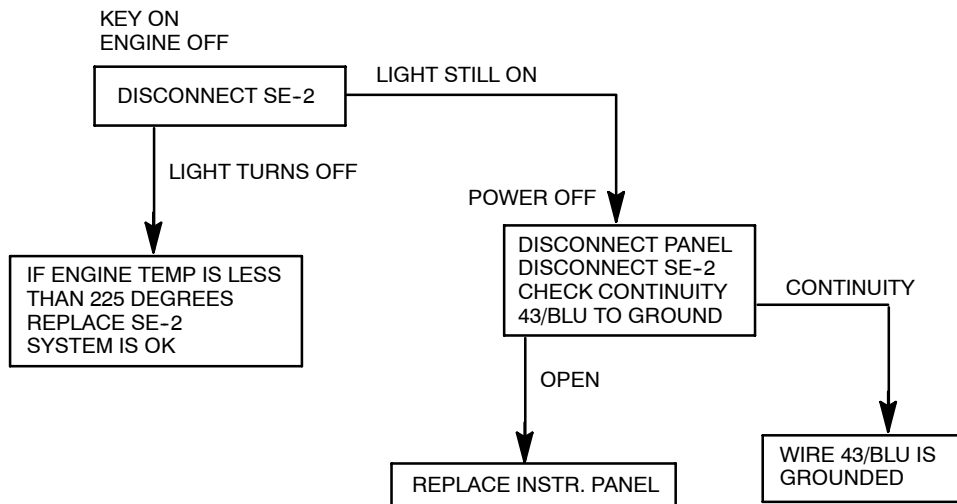 KEY ON
ENGINE OFF
DISCONNECT SE-2
LIGHT STILL ON
LIGHT TURNS OFF
POWER OFF
IF ENGINE TEMP IS LESS
THAN 225 DEGREES
REPLACE SE-2
SYSTEM IS OK
DISCONNECT PANEL
DISCONNECT SE-2
CHECK CONTINUITY
43/BLU TO GROUND
CONTINUITY
OPEN
REPLACE INSTR. PANEL
WIRE 43/BLU IS
GROUNDED